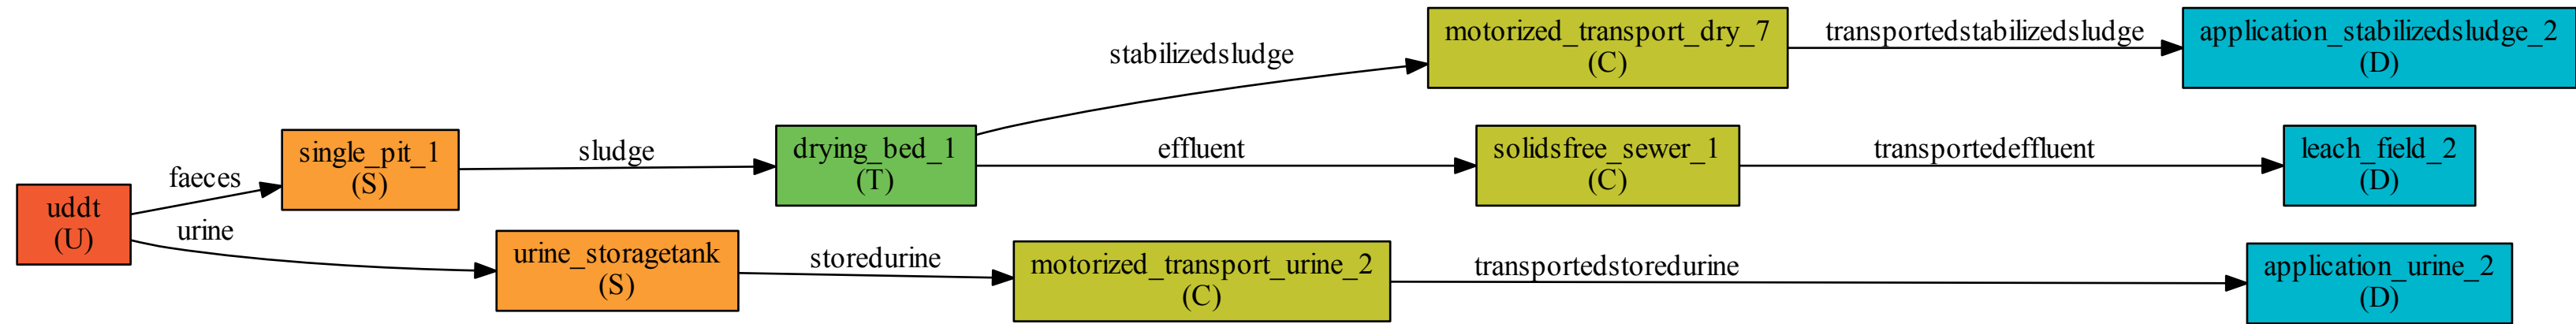 uddt
(U)
faeces
urine
single_pit_1
(S)
urine_storagetank
(S)
sludge
storedurine
drying_bed_1
(T)
motorized_transport_urine_2
(C)
stabilizedsludge
effluent
transportedstoredurine
motorized_transport_dry_7
(C)
solidsfree_sewer_1
(C)
transportedstabilizedsludge
transportedeffluent
application_stabilizedsludge_2
(D)
leach_field_2
(D)
application_urine_2
(D)